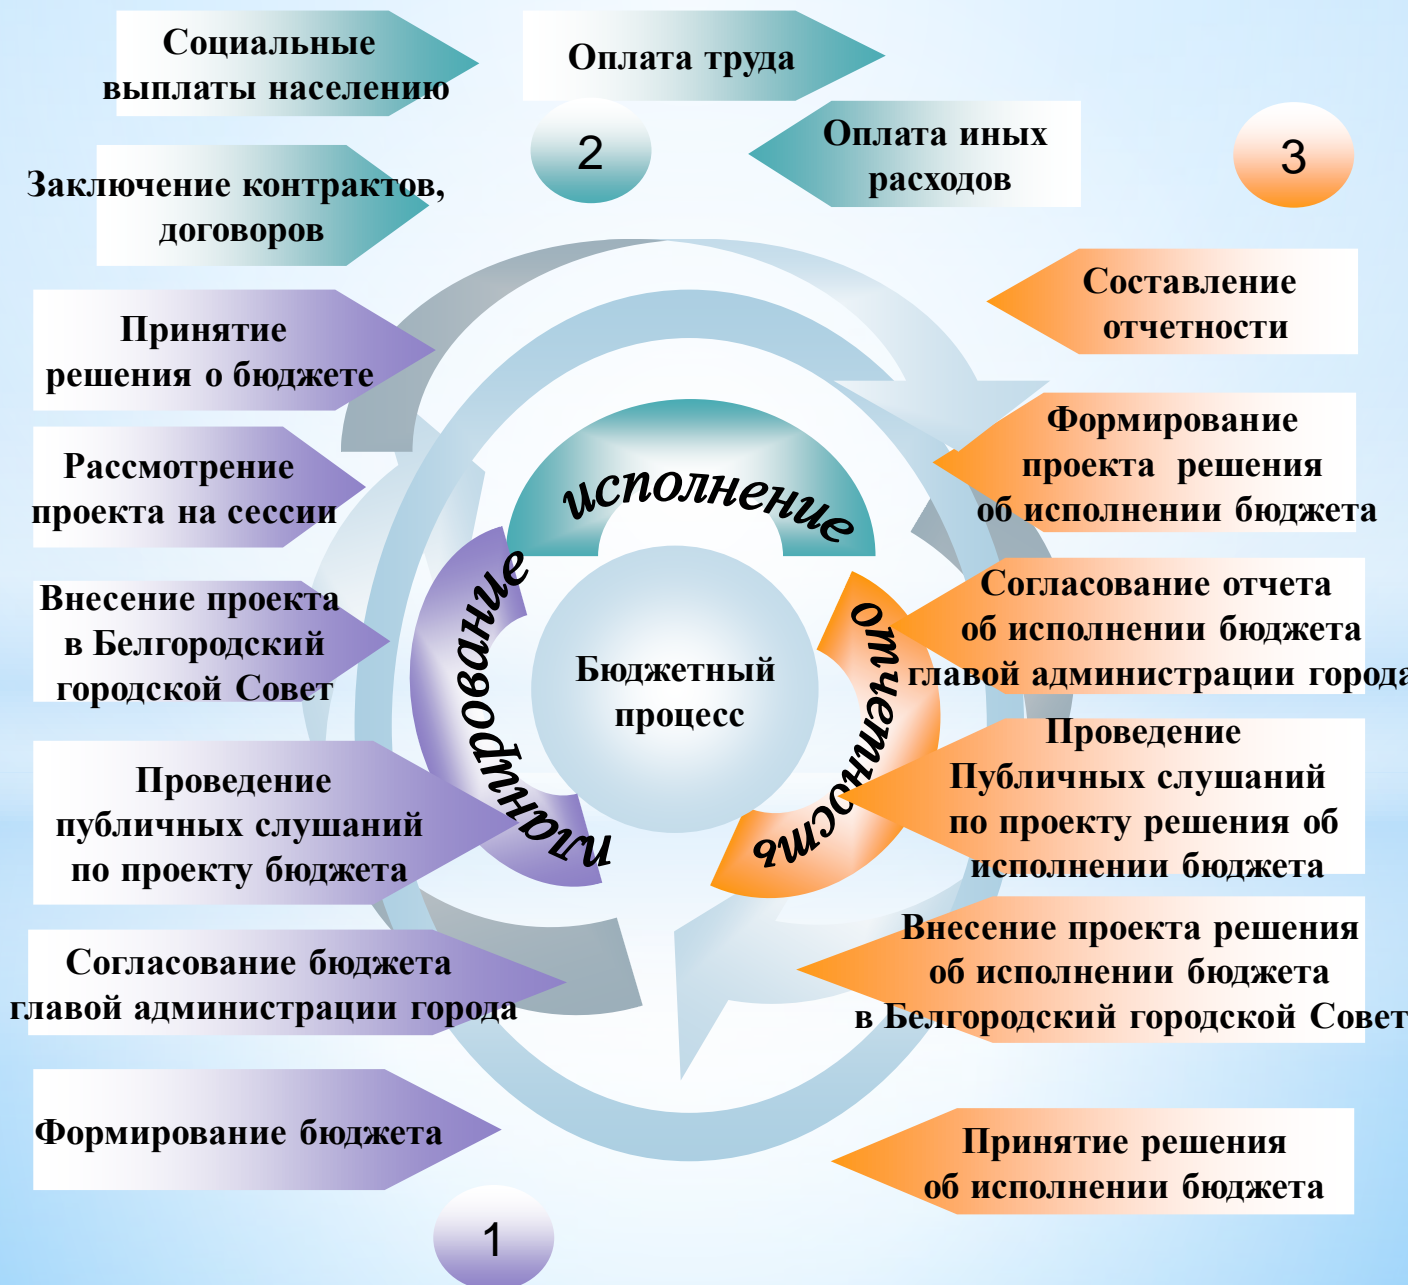 Социальные
выплаты населению
Оплата труда
2
Оплата иных
расходов
3
Заключение контрактов,
договоров
Принятие
решения о бюджете
Рассмотрение
проекта на сессии
Внесение проекта
в Белгородский
городской Совет
Проведение
публичных слушаний
по проекту бюджета
Согласование бюджета
главой администрации города
Формирование бюджета
1
исполнение
планирование
отчетность
Бюджетный
процесс
Составление
отчетности
Формирование
проекта решения
об исполнении бюджета
Согласование отчета
об исполнении бюджета
главой администрации города
Проведение
Публичных слушаний
по проекту решения об
исполнении бюджета
Внесение проекта решения
об исполнении бюджета
в Белгородский городской Совет
Принятие решения
об исполнении бюджета